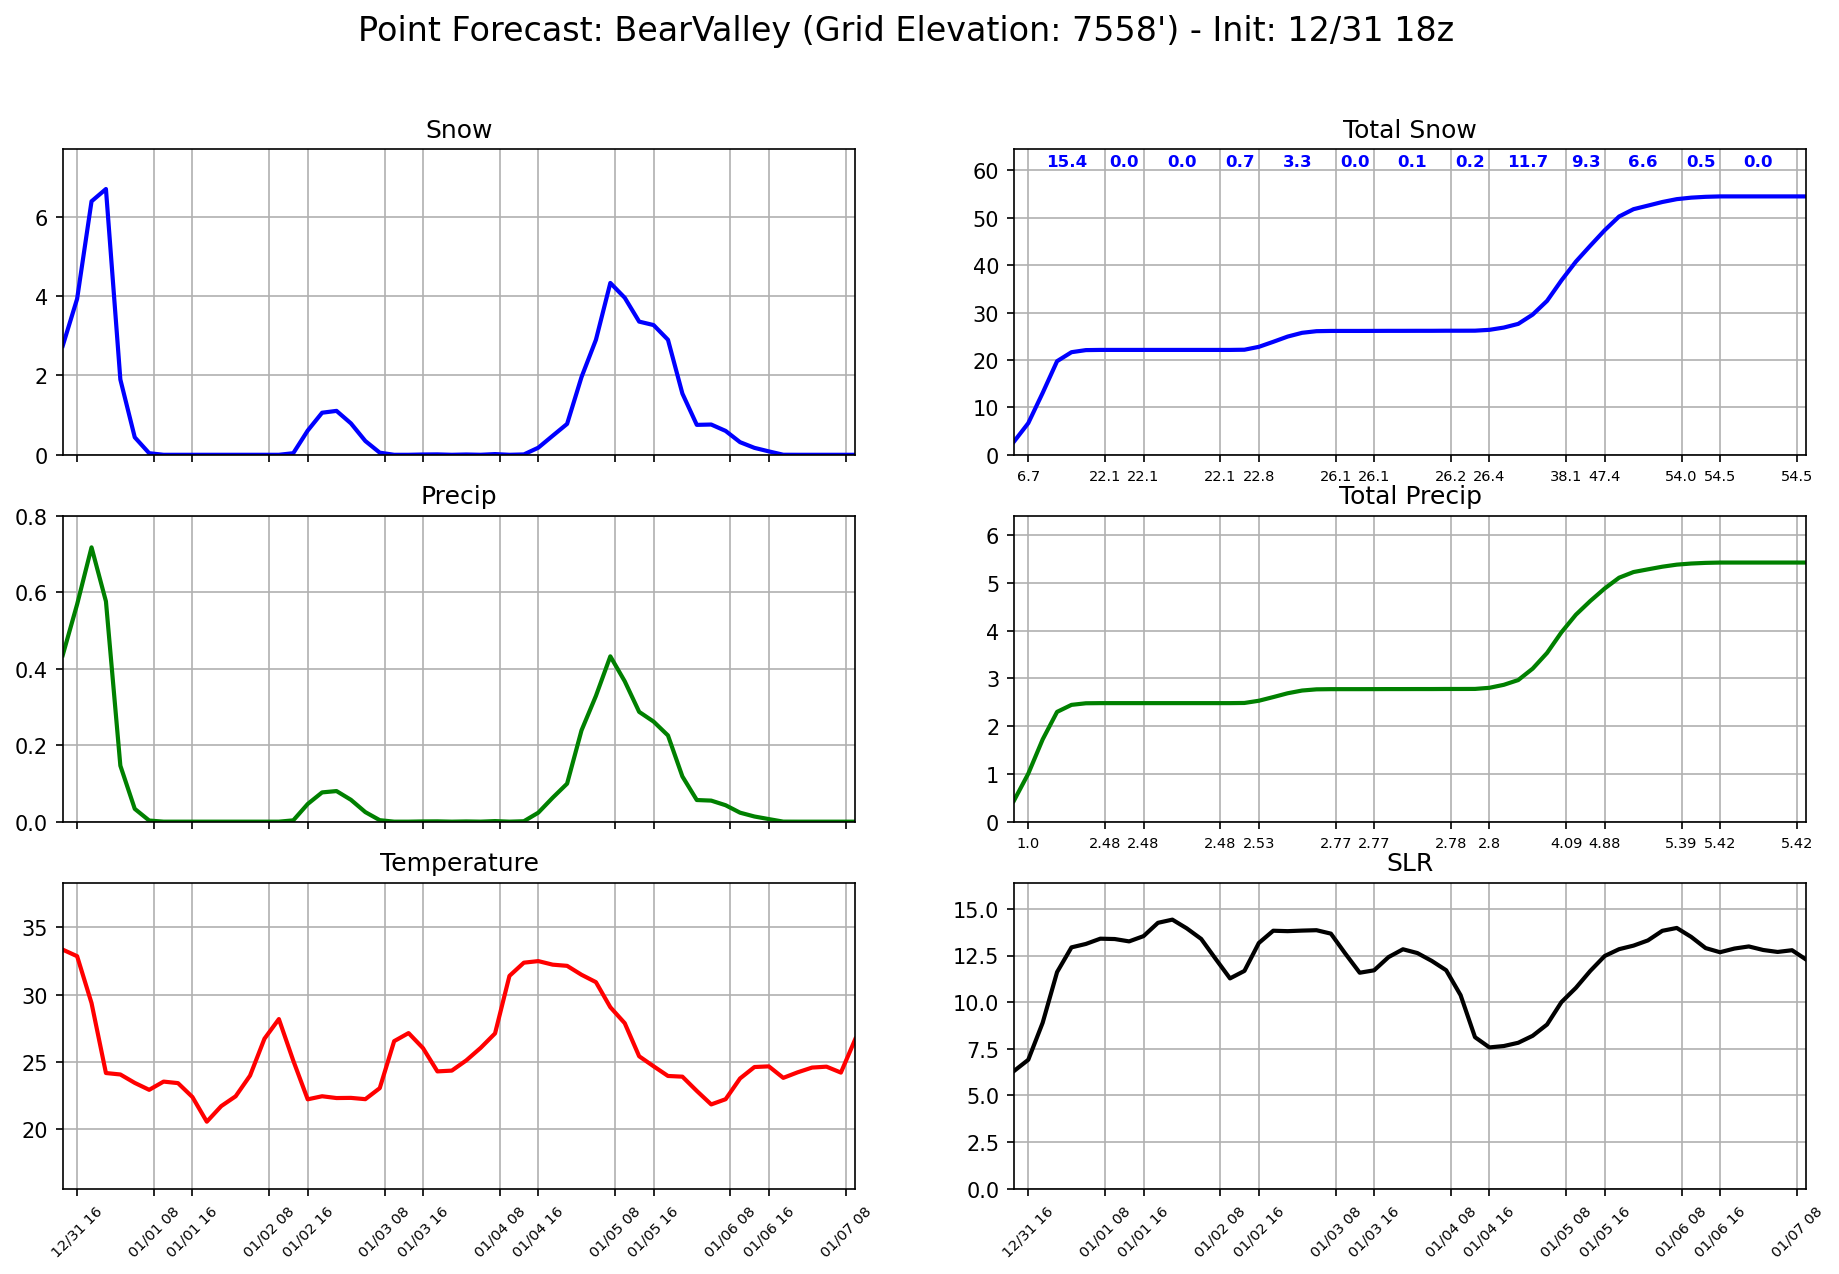 Point Forecast: BearValley (Grid Elevation: 7558') - Init: 12/31 18z
Snow
6
4
2
0
Total Snow
15.4 0.0 0.0 0.7 3.3 0.0 0.1 0.2 11.7 9.3 6.6 0.5 0.0
60
50
40
30
20
10
0
6.7 22.1 22.1 22.1 22.8 26.1 26.1 26.2 26.4 38.1 47.4 54.0 54.5 54.5
Precip
0.8
0.6
0.4
0.2
0.0
Total Precip
6
5
4
3
2
1
0
1.0 2.48 2.48 2.48 2.53 2.77 2.77 2.78 2.8 4.09 4.88 5.39 5.42 5.42
Temperature
35
30
25
20
12/31 16 01/01 08 01/01 16 01/02 08 01/02 16 01/03 08 01/03 16 01/04 08 01/04 16 01/05 08 01/05 16 01/06 08 01/06 16 01/07 08
SLR
15.0
12.5
10.0
7.5
5.0
2.5
0.0
12/31 16 01/01 08 01/01 16 01/02 08 01/02 16 01/03 08 01/03 16 01/04 08 01/04 16 01/05 08 01/05 16 01/06 08 01/06 16 01/07 08